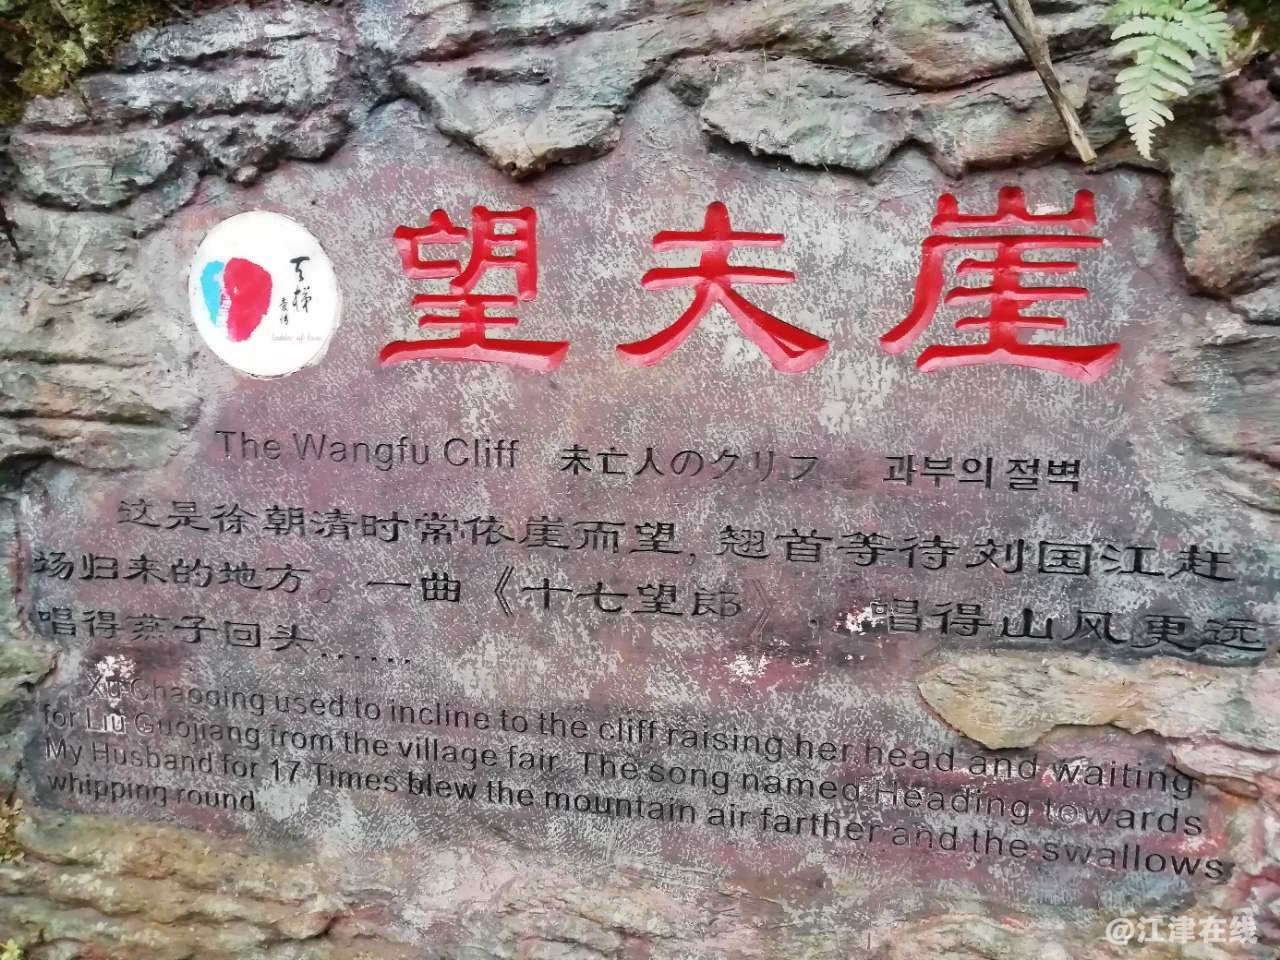 望夫崖
天梯
The Wangfu Cliff 未亡人のクリフ 과부의 절벽
这是徐朝清时常依崖而望,翘首等待刘国江赶
场归来的地方。一曲《十七望郎》,唱得山风更远
唱得燕子回头……
Xu Chaoqing used to incline to the cliff raising her head and waiting
for Liu Guojiang from the village fair. The song named Heading towards
My Husband for 17 Times blew the mountain air farther and the swallows
whipping round
@江津在线